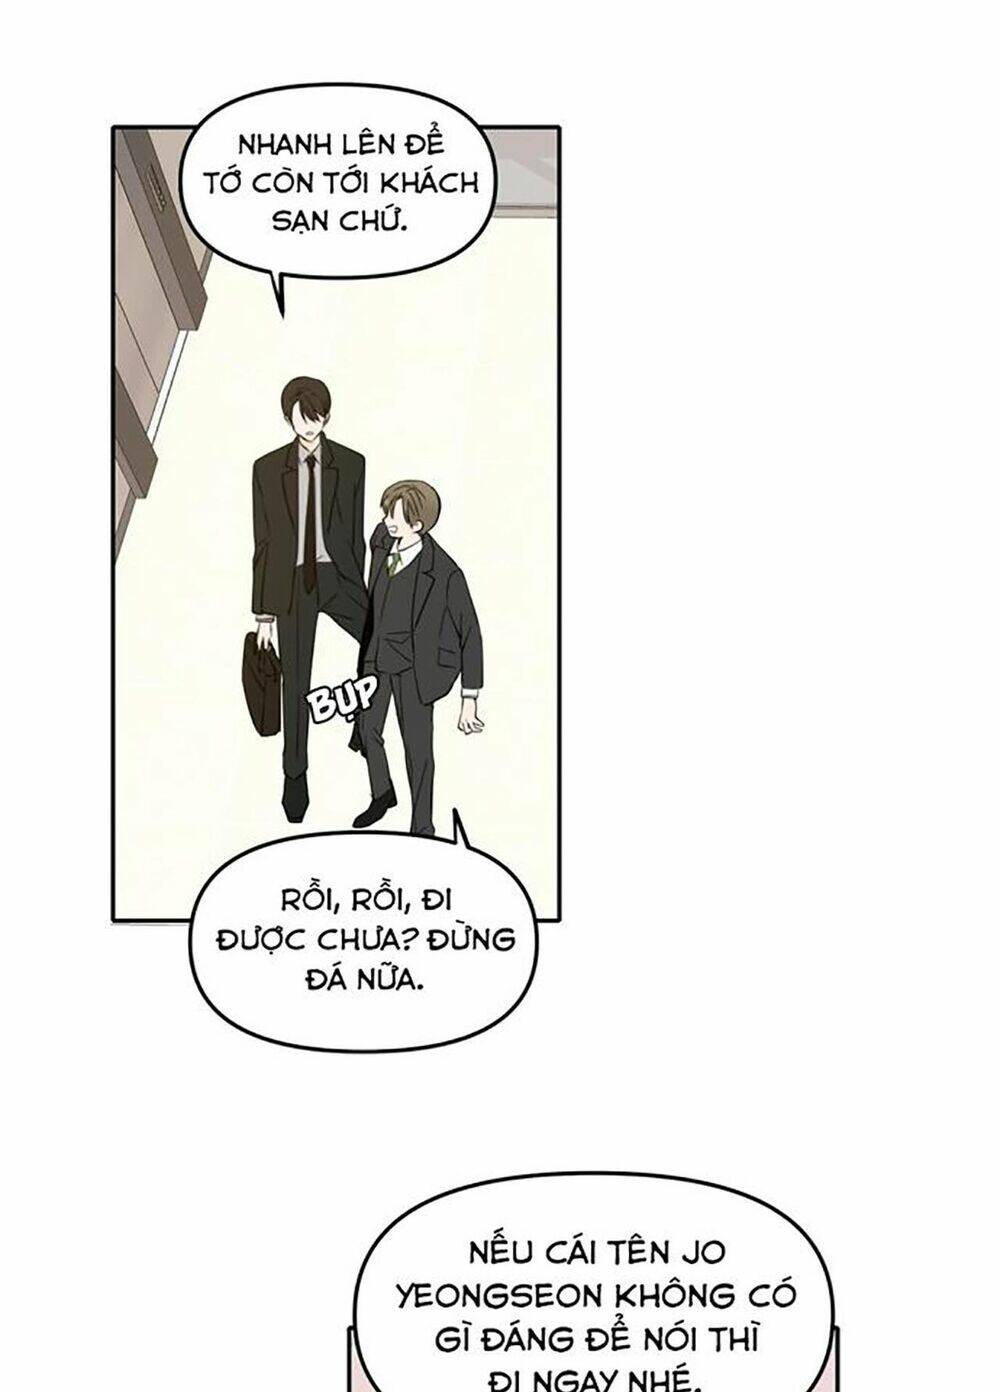 NHANH LÊN ĐỂ
TỚ CÒN TỚI KHÁCH
SẠN CHỨ.
BỤP
RỒI, RỒI, ĐI
ĐƯỢC CHƯA? ĐỪNG
ĐÁ NỮA.
NẾU CÁI TÊN JO
YEONGSEON KHÔNG CÓ
GÌ ĐÁNG ĐỂ NÓI THÌ
ĐI NGAY NHÉ.